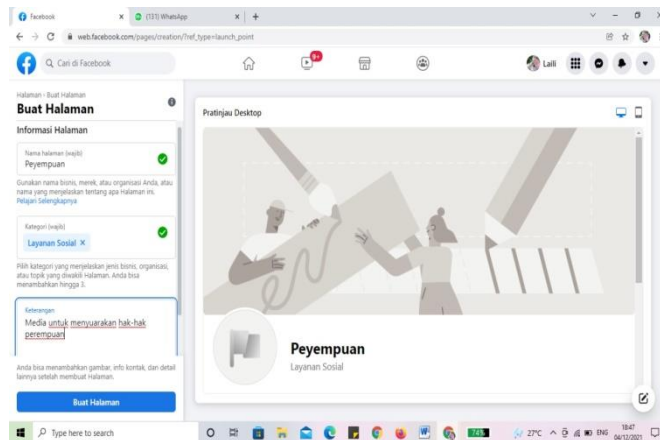 Facebook
(131) WhatsApp
web.facebook.com/pages/creation/?ref_type=launch_point
Cari di Facebook
9+
Laili
Halaman › Buat Halaman
Buat Halaman
Informasi Halaman
Nama halaman (wajib)
Peyempuan
Gunakan nama bisnis, merek, atau organisasi Anda, atau
nama yang menjelaskan tentang apa Halaman ini.
Pelajari Selengkapnya
Kategori (wajib)
Layanan Sosial ×
Pilih kategori yang menjelaskan jenis bisnis, organisasi,
atau topik yang diwakili Halaman. Anda bisa
menambahkan hingga 3.
Keterangan
Media untuk menyuarakan hak-hak
perempuan
Anda bisa menambahkan gambar, info kontak, dan detail
lainnya setelah membuat Halaman.
Buat Halaman
Pratinjau Desktop
Peyempuan
Layanan Sosial
Type here to search
74%
27°C
ENG
18:47
04/12/2021